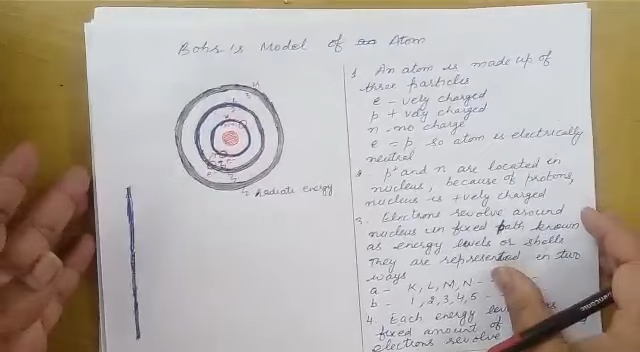 Bohr's Model of Atom
Radiate energy
1 An atom is made up of
three particles
e - vely charged
p + vely charged
n - no charge
e = p so atom is electrically
neutral
2. p+ and n are located in
nucleus, because of protons,
nucleus is +vely charged
3. Electrons revolve around
nucleus in fixed path known
as energy levels or shells
They are represented in two
ways
a - K, L, M, N -
b - 1, 2, 3, 4, 5 -
4. Each energy
fixed amount of
electrons revolve